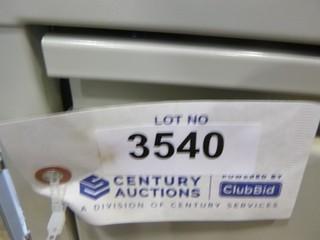 LOT NO
3540
CENTURY AUCTIONS
POWERED BY
ClubBid
A DIVISION OF CENTURY SERVICES